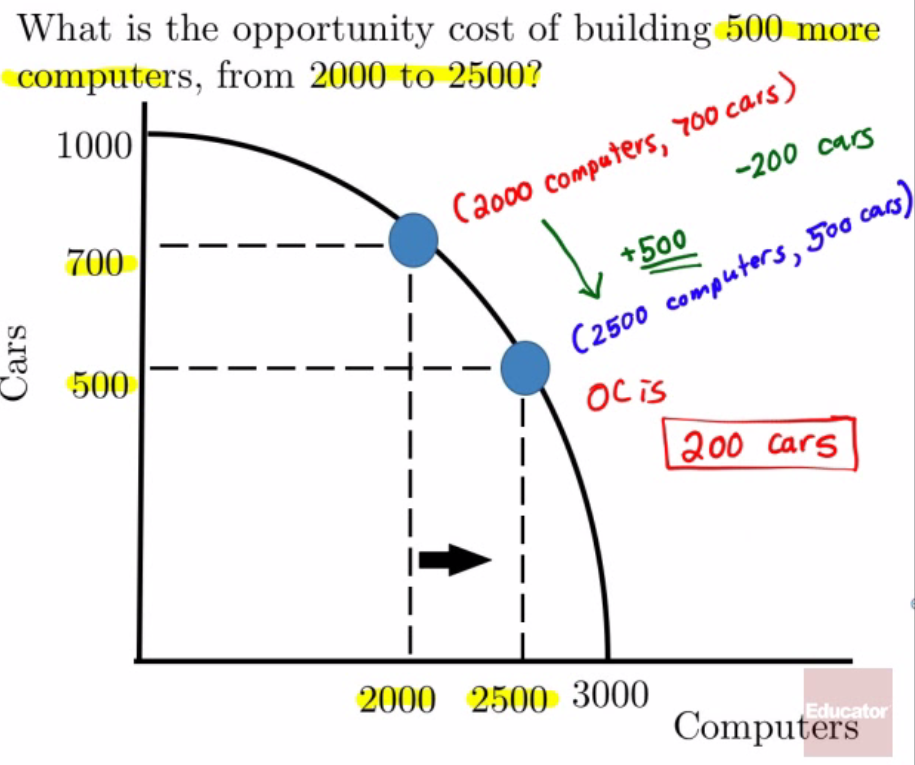 What is the opportunity cost of building 500 more
computers, from 2000 to 2500?
1000
(2000 computers, 700 cars)
-200 cars
700
+500
(2500 computers, 500 cars)
Cars
500
OC is
200 cars
2000 2500 3000
Computers
Educator